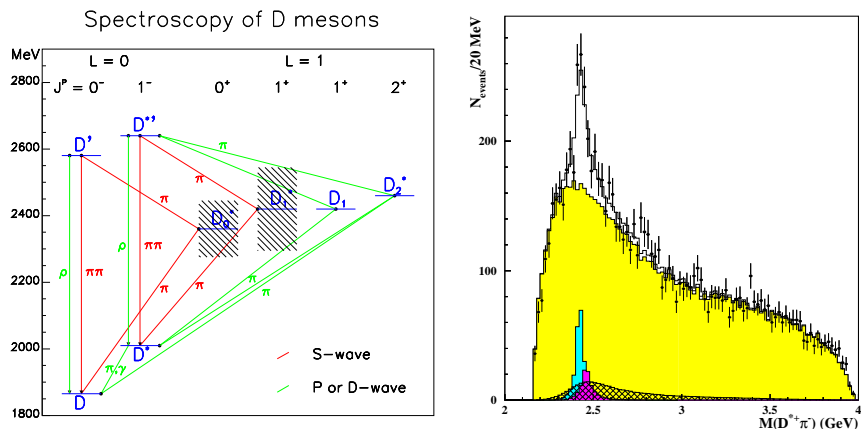 Spectroscopy of D mesons
MeV
L = 0
L = 1
J^P = 0^-
1^-
0^+
1^+
1^+
2^+
2800
2600
2400
2200
2000
1800
D'
D*'
D_0*
D_1*
D_1
D_2*
D*
D
π
π
π
ρ
ππ
ρ
ππ
π
π
π
π
π,γ
S-wave
P or D-wave
N_events/20 MeV
200
100
0
2
2.5
3
3.5
4
M(D*+π-) (GeV)